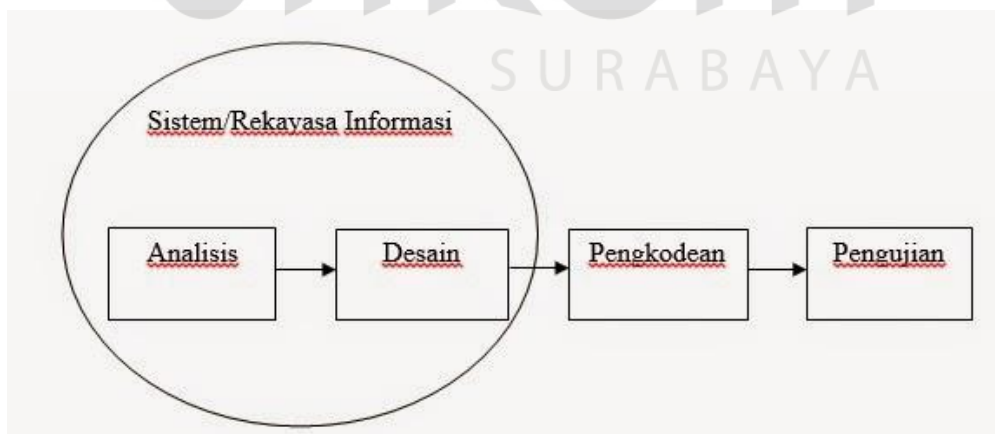 SURABAYA
Sistem/Rekayasa Informasi
Analisis
Desain
Pengkodean
Pengujian